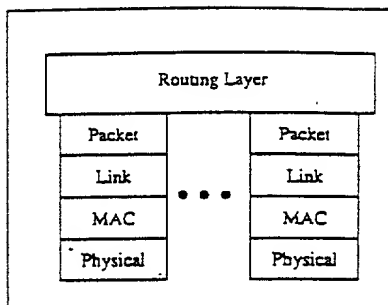 Routing Layer
Packet Packet
Link Link
MAC MAC
Physical Physical